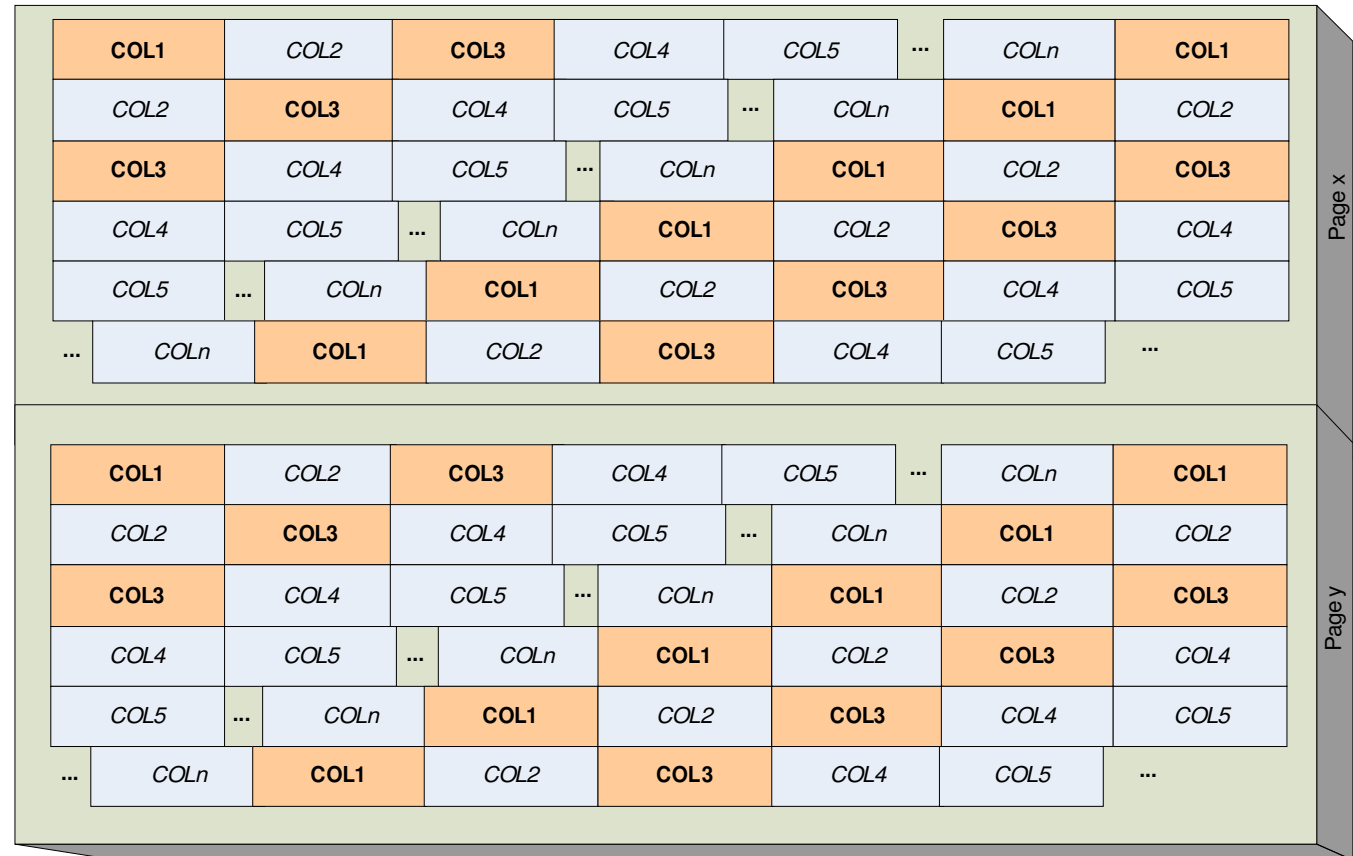 COL1 COL2 COL3 COL4 COL5 ... COLn COL1
COL2 COL3 COL4 COL5 ... COLn COL1 COL2
COL3 COL4 COL5 ... COLn COL1 COL2 COL3
COL4 COL5 ... COLn COL1 COL2 COL3 COL4
COL5 ... COLn COL1 COL2 COL3 COL4 COL5
... COLn COL1 COL2 COL3 COL4 COL5 ...
Page x
COL1 COL2 COL3 COL4 COL5 ... COLn COL1
COL2 COL3 COL4 COL5 ... COLn COL1 COL2
COL3 COL4 COL5 ... COLn COL1 COL2 COL3
COL4 COL5 ... COLn COL1 COL2 COL3 COL4
COL5 ... COLn COL1 COL2 COL3 COL4 COL5
... COLn COL1 COL2 COL3 COL4 COL5 ...
Page y